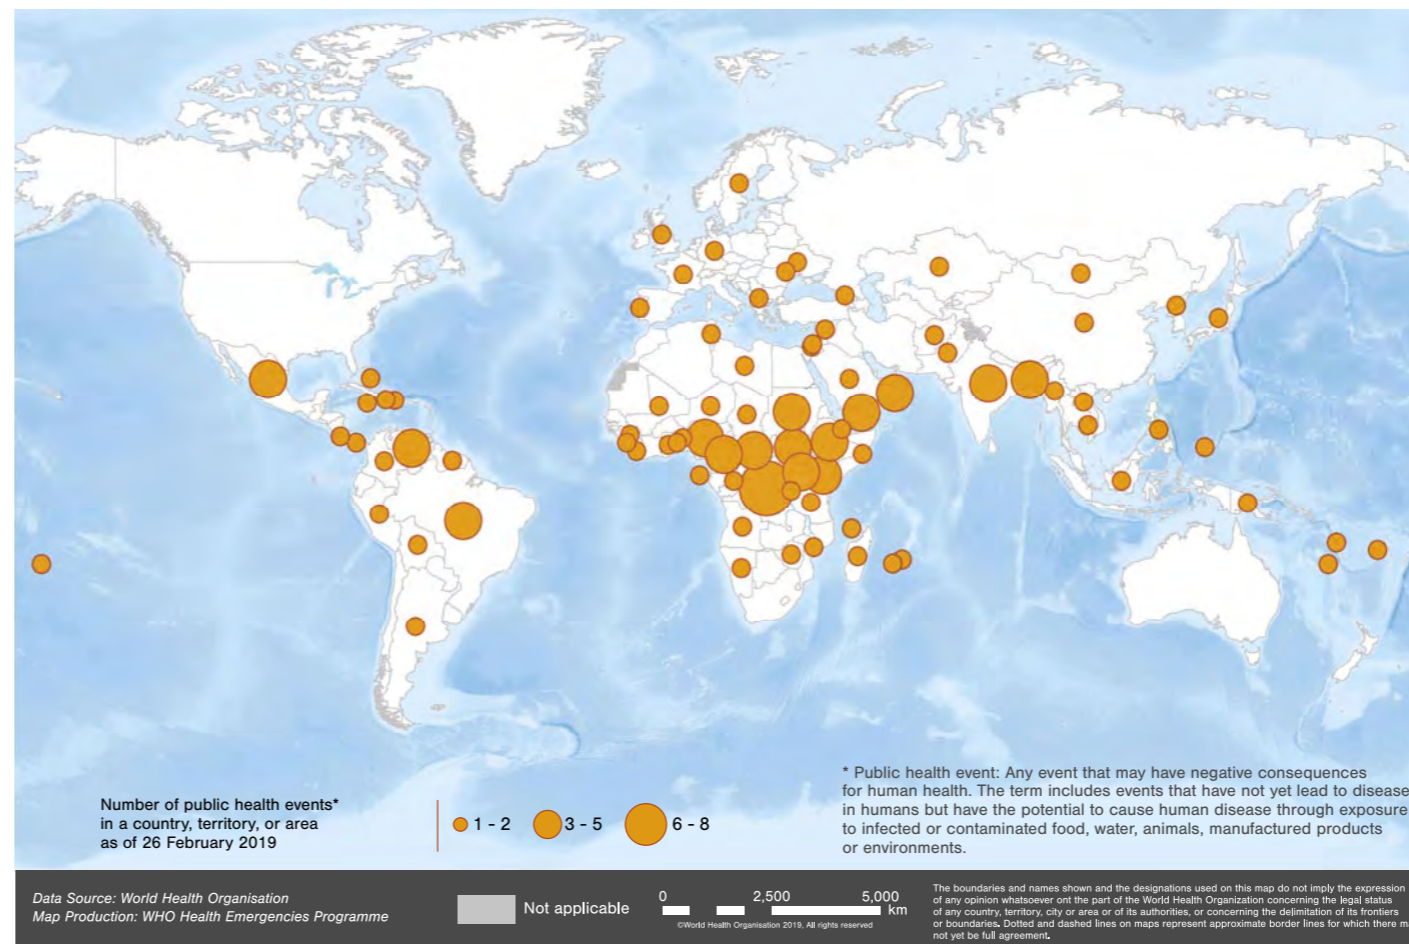 Number of public health events*
in a country, territory, or area
as of 26 February 2019
1 - 2
3 - 5
6 - 8
* Public health event: Any event that may have negative consequences
for human health. The term includes events that have not yet lead to disease
in humans but have the potential to cause human disease through exposure
to infected or contaminated food, water, animals, manufactured products
or environments.
Data Source: World Health Organisation
Map Production: WHO Health Emergencies Programme
Not applicable
0 2,500 5,000
km
©World Health Organisation 2019, All rights reserved
The boundaries and names shown and the designations used on this map do not imply the expression
of any opinion whatsoever ont the part of the World Health Organization concerning the legal status
of any country, territory, city or area or of its authorities, or concerning the delimitation of its frontiers
or boundaries. Dotted and dashed lines on maps represent approximate border lines for which there
not yet be full agreement.